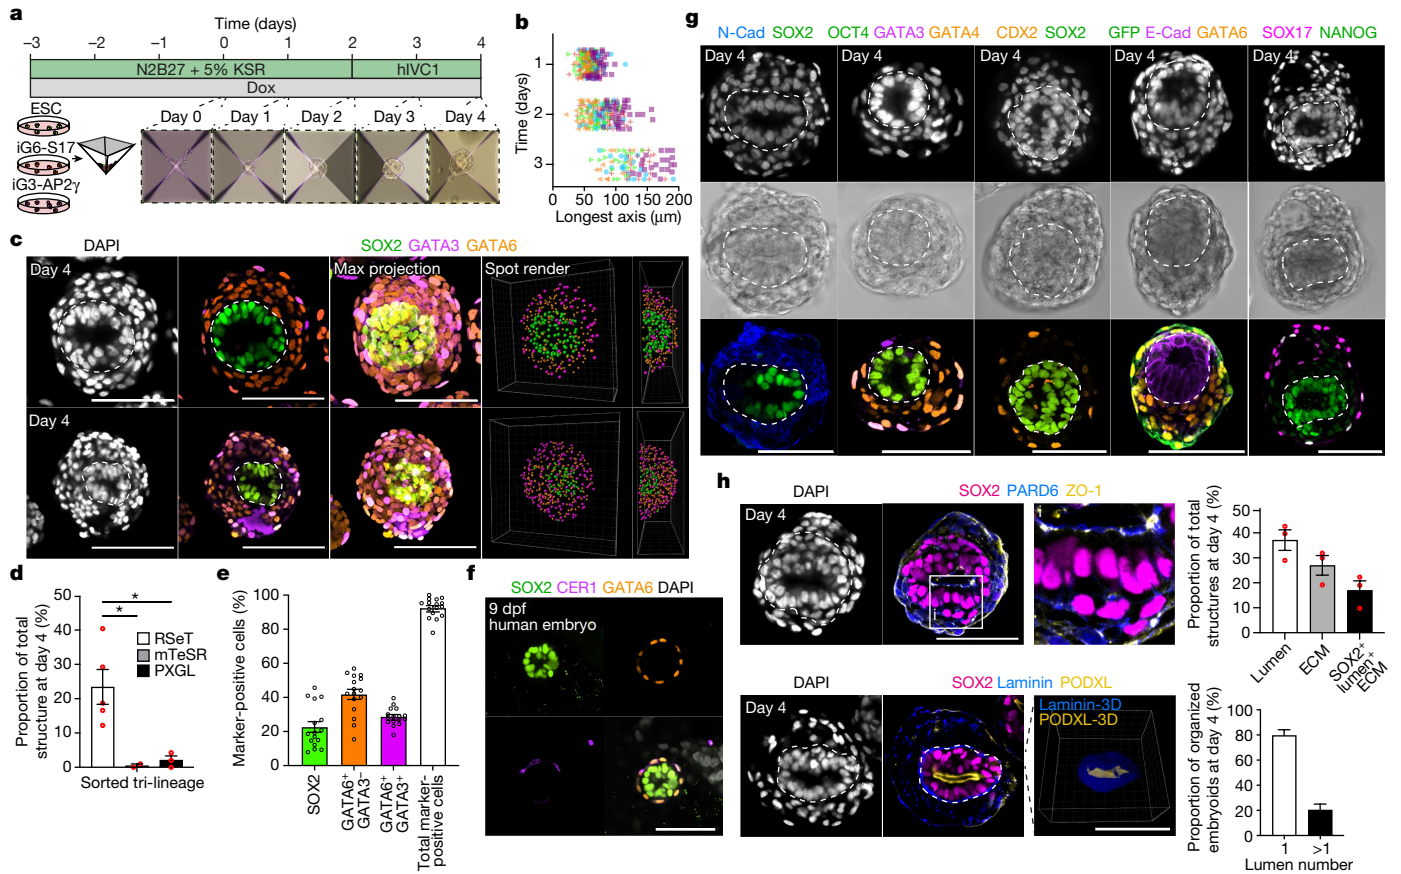 a
Time (days)
−3 −2 −1 0 1 2 3 4
N2B27 + 5% KSR
hIVC1
Dox
ESC
iG6-S17
iG3-AP2γ
Day 0 Day 1 Day 2 Day 3 Day 4
b
Time (days)
1
2
3
0 50 100 150 200
Longest axis (μm)
c
DAPI
SOX2 GATA3 GATA6
Day 4
Max projection
Spot render
Day 4
d
Proportion of total structure at day 4 (%)
50
40
30
20
10
0
* *
RSeT
mTeSR
PXGL
Sorted tri-lineage
e
Marker-positive cells (%)
100
80
60
40
20
0
SOX2
GATA6+ GATA3−
GATA6+ GATA3+
Total marker-positive cells
f
SOX2 CER1 GATA6 DAPI
9 dpf
human embryo
g
N-Cad SOX2 OCT4 GATA3 GATA4 CDX2 SOX2 GFP E-Cad GATA6 SOX17 NANOG
Day 4 Day 4 Day 4 Day 4 Day 4
h
DAPI
SOX2 PARD6 ZO-1
Day 4
i
i
Proportion of total structures at day 4 (%)
50
40
30
20
10
0
Lumen
ECM
SOX2+ lumen+ ECM
DAPI
SOX2 Laminin PODXL
Day 4
Laminin-3D
PODXL-3D
Proportion of organized embryoids at day 4 (%)
100
80
60
40
20
0
1 >1
Lumen number